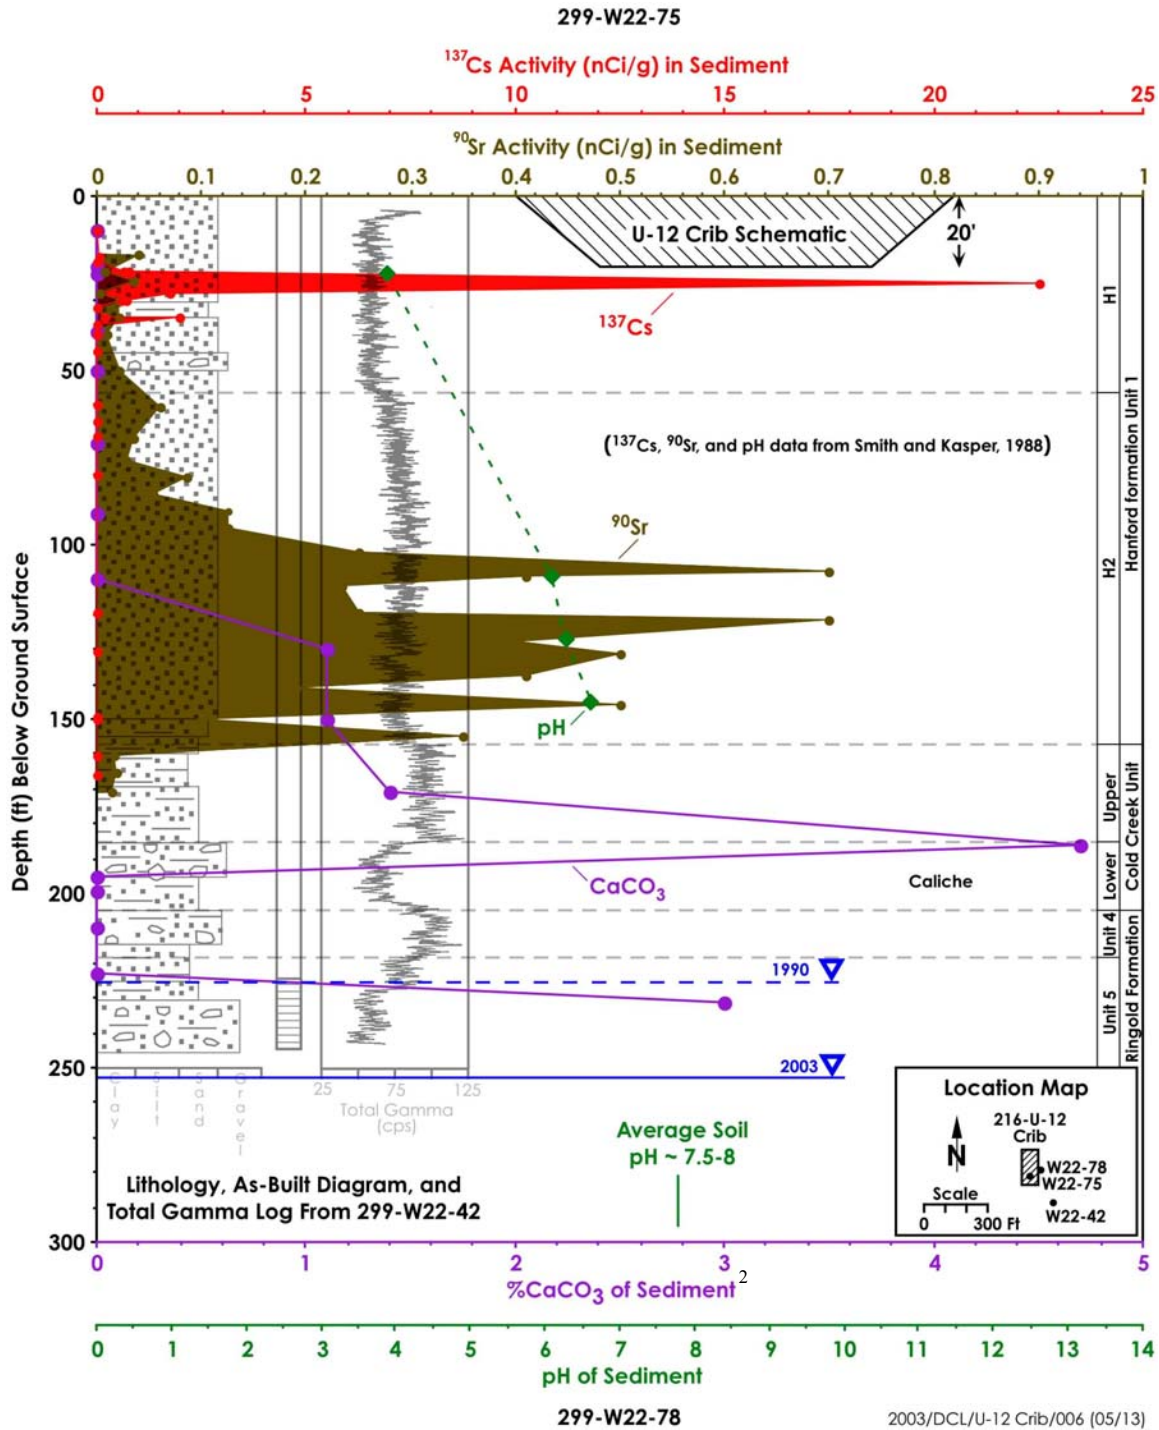 299-W22-75
137Cs Activity (nCi/g) in Sediment
0 5 10 15 20 25
90Sr Activity (nCi/g) in Sediment
0 0.1 0.2 0.3 0.4 0.5 0.6 0.7 0.8 0.9 1
Depth (ft) Below Ground Surface
0
50
100
150
200
250
300
U-12 Crib Schematic
20'
137Cs
(137Cs, 90Sr, and pH data from Smith and Kasper, 1988)
90Sr
pH
CaCO3
Caliche
1990
2003
H1
H2
Hanford formation Unit 1
Upper
Lower
Cold Creek Unit
Unit 4
Unit 5
Ringold Formation
Clay
Silt
Sand
Gravel
25 75 125
Total Gamma
(cps)
Average Soil
pH ~ 7.5-8
Lithology, As-Built Diagram, and
Total Gamma Log From 299-W22-42
Location Map
216-U-12
Crib
N
W22-78
W22-75
W22-42
Scale
0 300 Ft
0 1 2 3 4 5
%CaCO3 of Sediment2
0 1 2 3 4 5 6 7 8 9 10 11 12 13 14
pH of Sediment
299-W22-78
2003/DCL/U-12 Crib/006 (05/13)